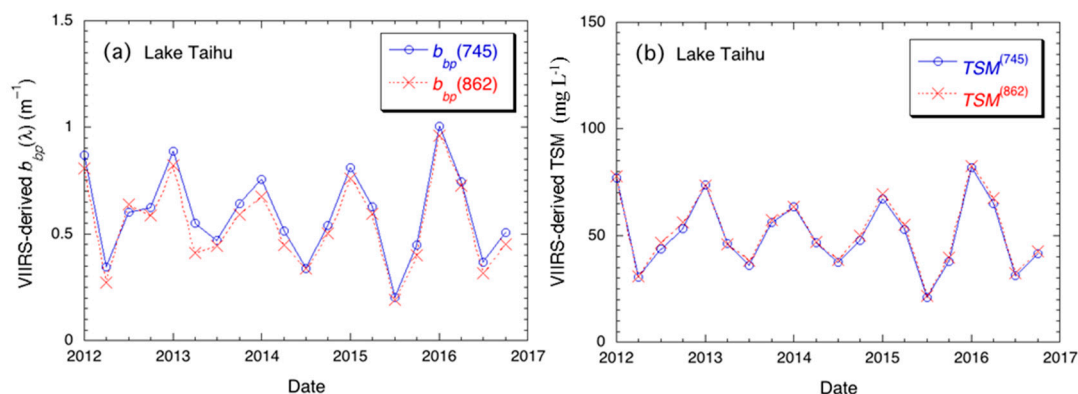 (a) Lake Taihu
b_bp(745)
b_bp(862)
VIIRS-derived b_bp(λ) (m⁻¹)
1.5
1
0.5
0
2012 2013 2014 2015 2016 2017
Date
(b) Lake Taihu
TSM^(745)
TSM^(862)
VIIRS-derived TSM (mg L⁻¹)
150
100
50
0
2012 2013 2014 2015 2016 2017
Date